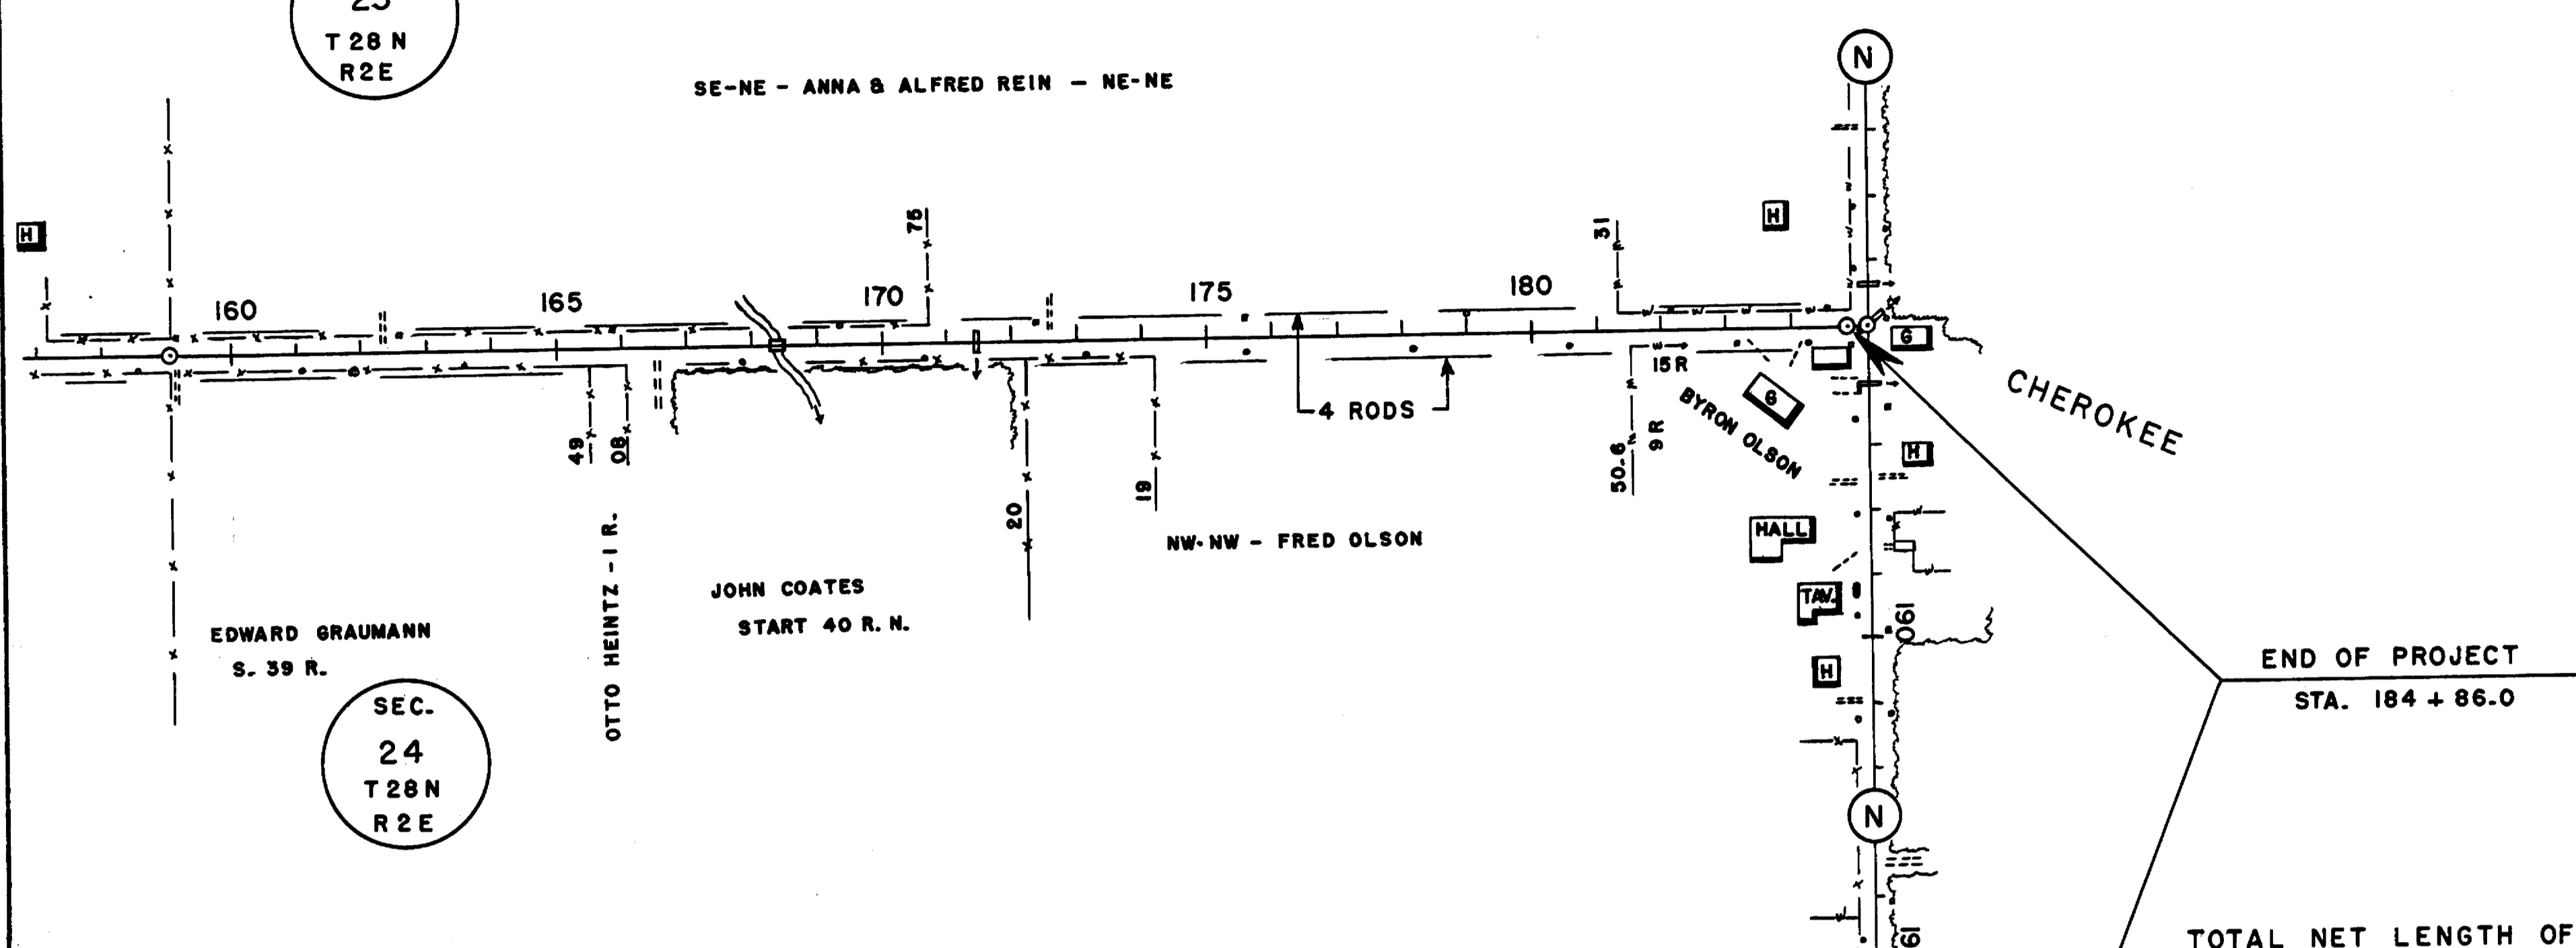 T 28 N
R 2 E
SE-NE - ANNA & ALFRED REIN - NE-NE
N
H
H
75
31
160
165
170
175
180
G
15 R
4 RODS
G
BYRON OLSON
9 R
50.6
CHEROKEE
49
08
20
19
H
NW-NW - FRED OLSON
HALL
OTTO HEINTZ - 1 R.
JOHN COATES
START 40 R. N.
TAV.
190
EDWARD GRAUMANN
S. 39 R.
H
END OF PROJECT
STA. 184 + 86.0
SEC.
24
T 28 N
R 2 E
N
TOTAL NET LENGTH OF